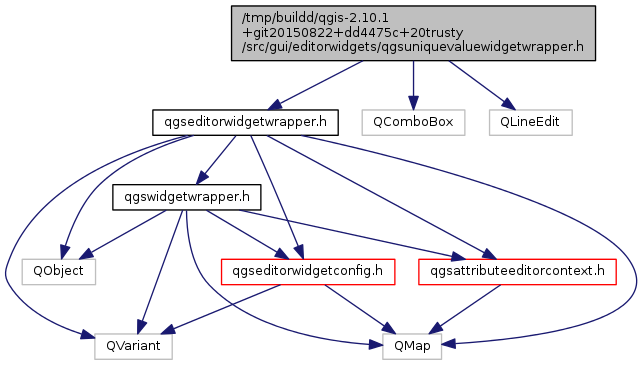 /tmp/buildd/qgis-2.10.1
+git20150822+dd4475c+20trusty
/src/gui/editorwidgets/qgsuniquevaluewidgetwrapper.h
qgseditorwidgetwrapper.h
QComboBox
QLineEdit
qgswidgetwrapper.h
QObject
qgseditorwidgetconfig.h
qgsattributeeditorcontext.h
QVariant
QMap